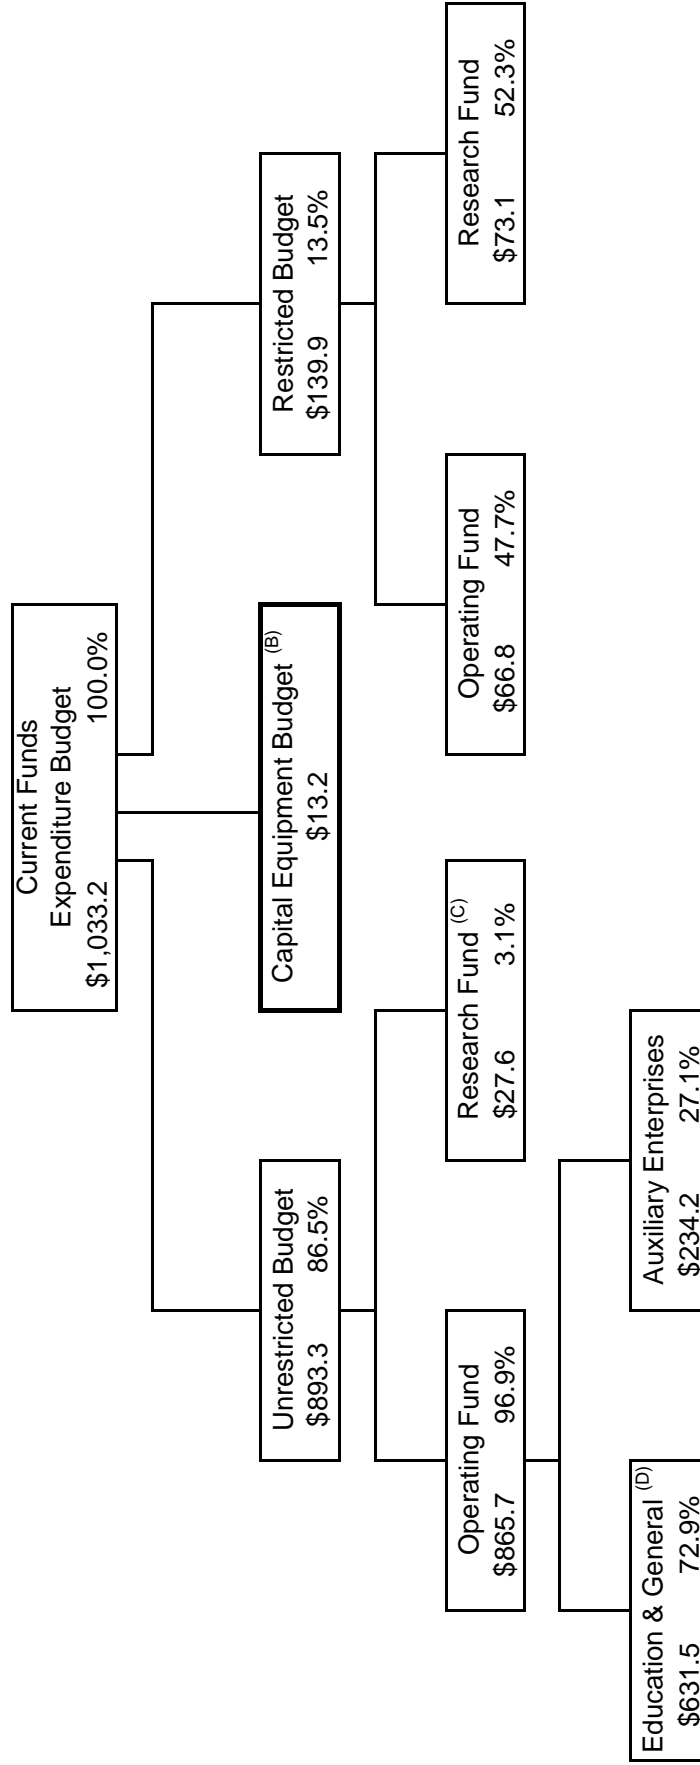 Current Funds
Expenditure Budget
$1,033.2 100.0%
Unrestricted Budget
$893.3 86.5%
Capital Equipment Budget (B)
$13.2
Restricted Budget
$139.9 13.5%
Operating Fund
$865.7 96.9%
Research Fund (C)
$27.6 3.1%
Operating Fund
$66.8 47.7%
Research Fund
$73.1 52.3%
Education & General (D)
$631.5 72.9%
Auxiliary Enterprises
$234.2 27.1%